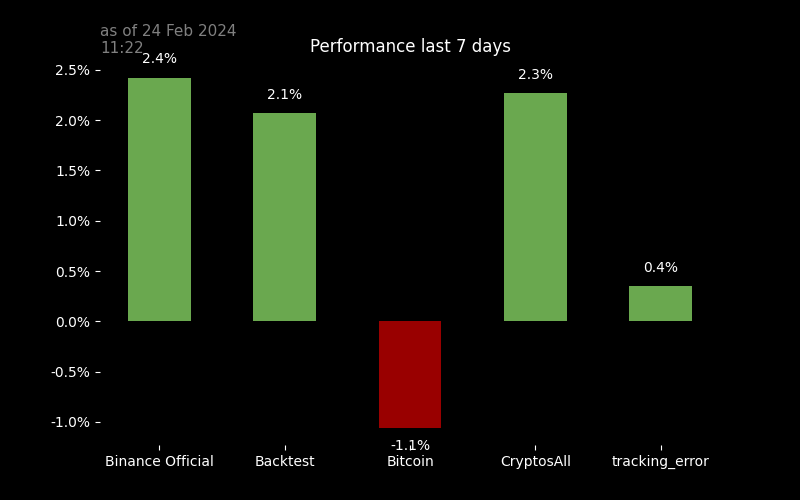 as of 24 Feb 2024
11:22
Performance last 7 days
2.4%
2.1%
-1.1%
2.3%
0.4%
2.5%
2.0%
1.5%
1.0%
0.5%
0.0%
-0.5%
-1.0%
Binance Official
Backtest
Bitcoin
CryptosAll
tracking_error